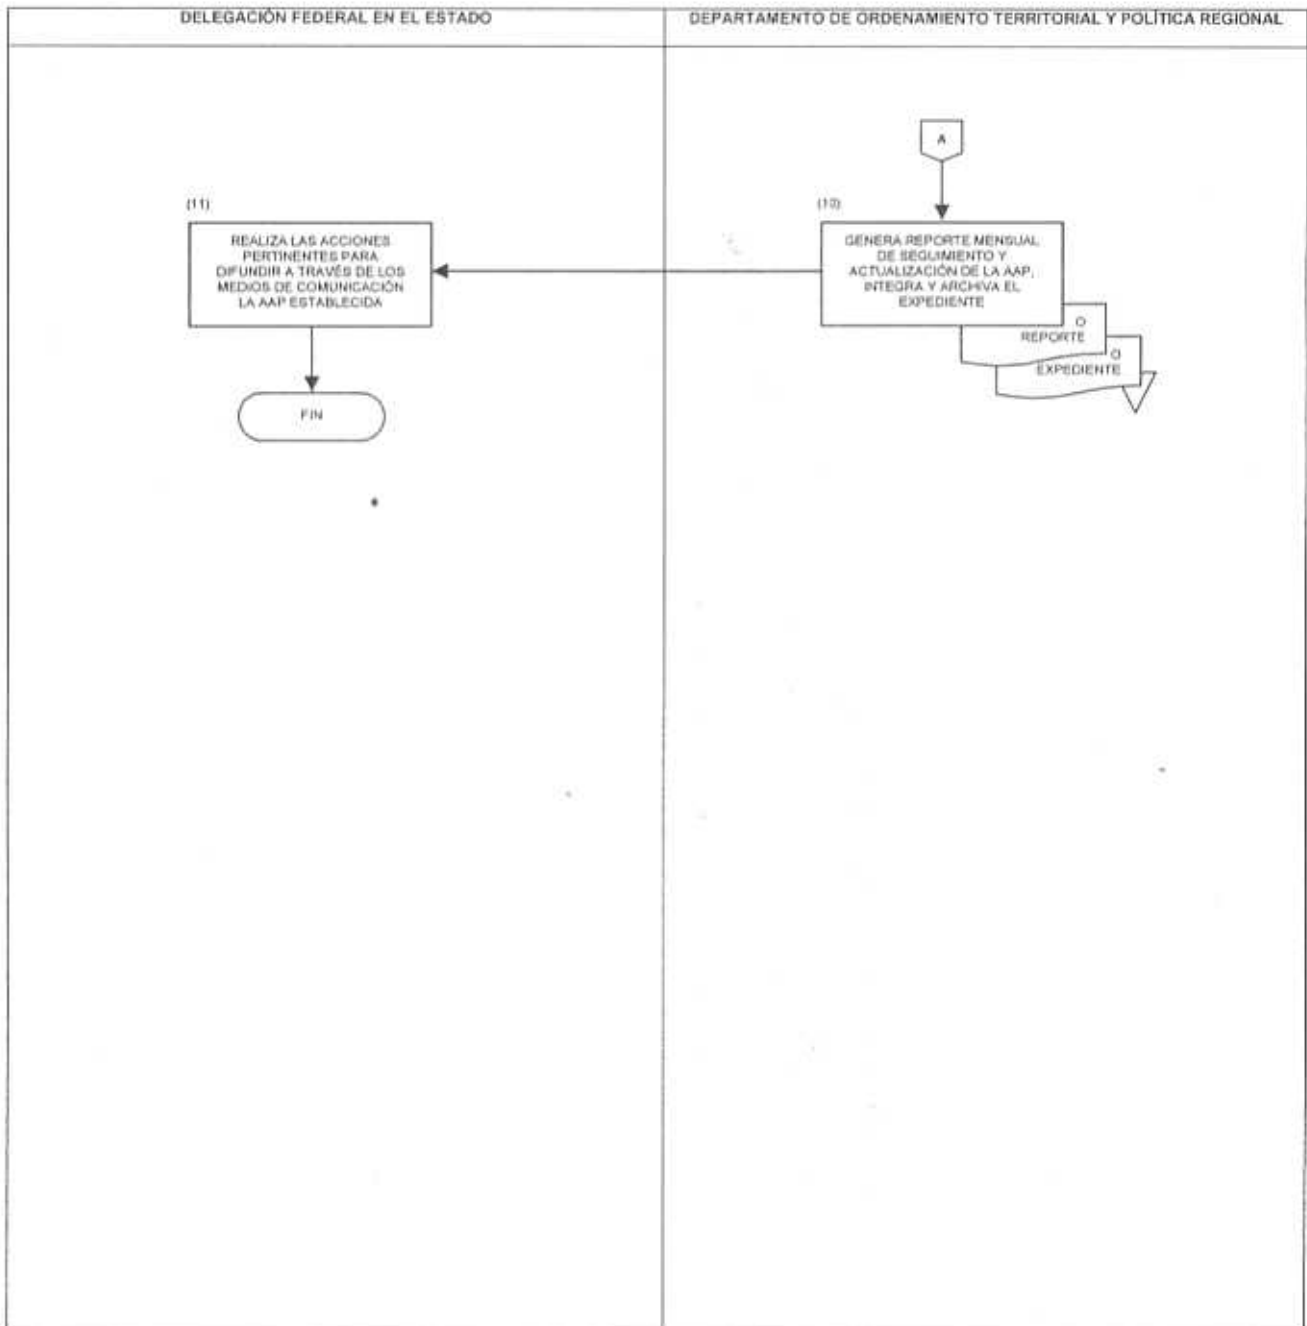 DELEGACIÓN FEDERAL EN EL ESTADO
DEPARTAMENTO DE ORDENAMIENTO TERRITORIAL Y POLÍTICA REGIONAL
A
(10)
GENERA REPORTE MENSUAL
DE SEGUIMIENTO Y
ACTUALIZACIÓN DE LA AAP,
INTEGRA Y ARCHIVA EL
EXPEDIENTE
O
REPORTE
O
EXPEDIENTE
(11)
REALIZA LAS ACCIONES
PERTINENTES PARA
DIFUNDIR A TRAVÉS DE LOS
MEDIOS DE COMUNICACIÓN
LA AAP ESTABLECIDA
FIN